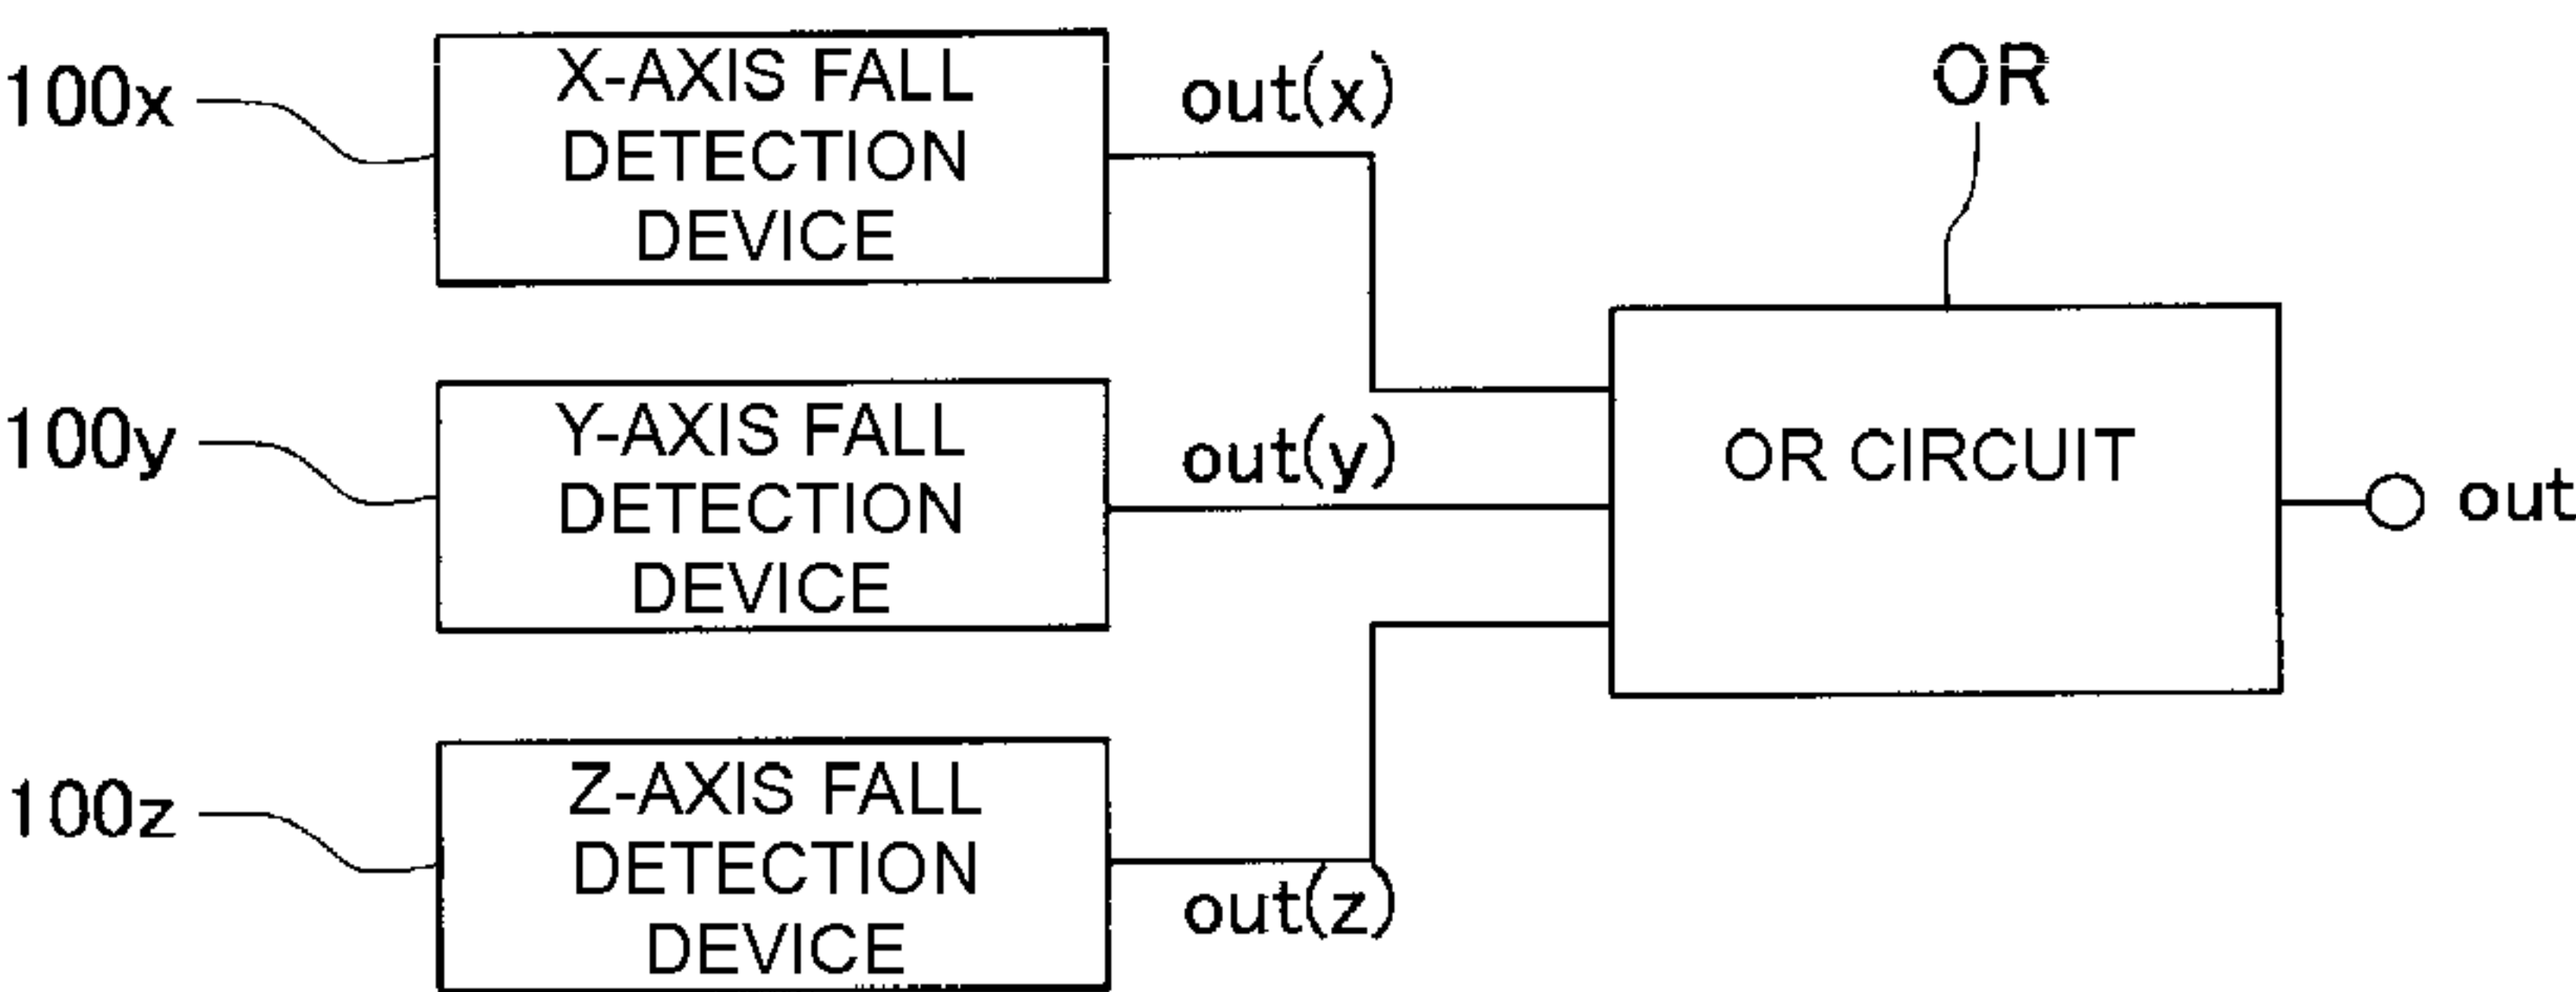 100x
X-AXIS FALL
DETECTION
DEVICE
out(x)
OR
100y
Y-AXIS FALL
DETECTION
DEVICE
out(y)
OR CIRCUIT
out
100z
Z-AXIS FALL
DETECTION
DEVICE
out(z)